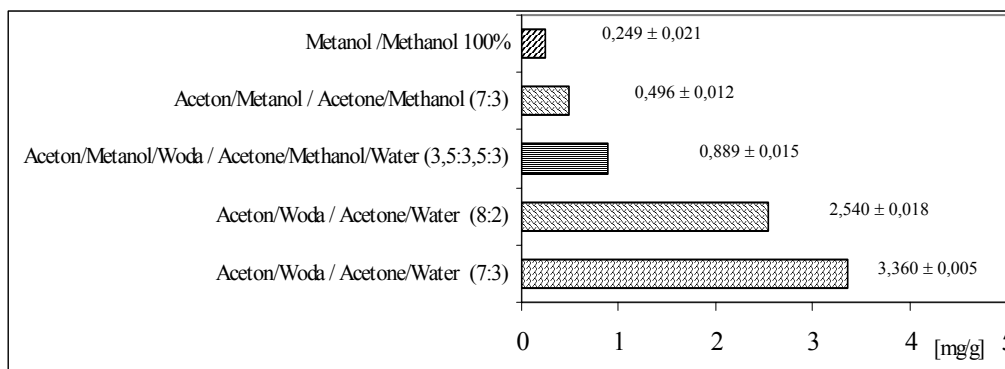 Metanol /Methanol 100%
0,249 ± 0,021
Aceton/Metanol / Acetone/Methanol (7:3)
0,496 ± 0,012
Aceton/Metanol/Woda / Acetone/Methanol/Water (3,5:3,5:3)
0,889 ± 0,015
Aceton/Woda / Acetone/Water (8:2)
2,540 ± 0,018
Aceton/Woda / Acetone/Water (7:3)
3,360 ± 0,005
0 1 2 3 4 [mg/g] 5